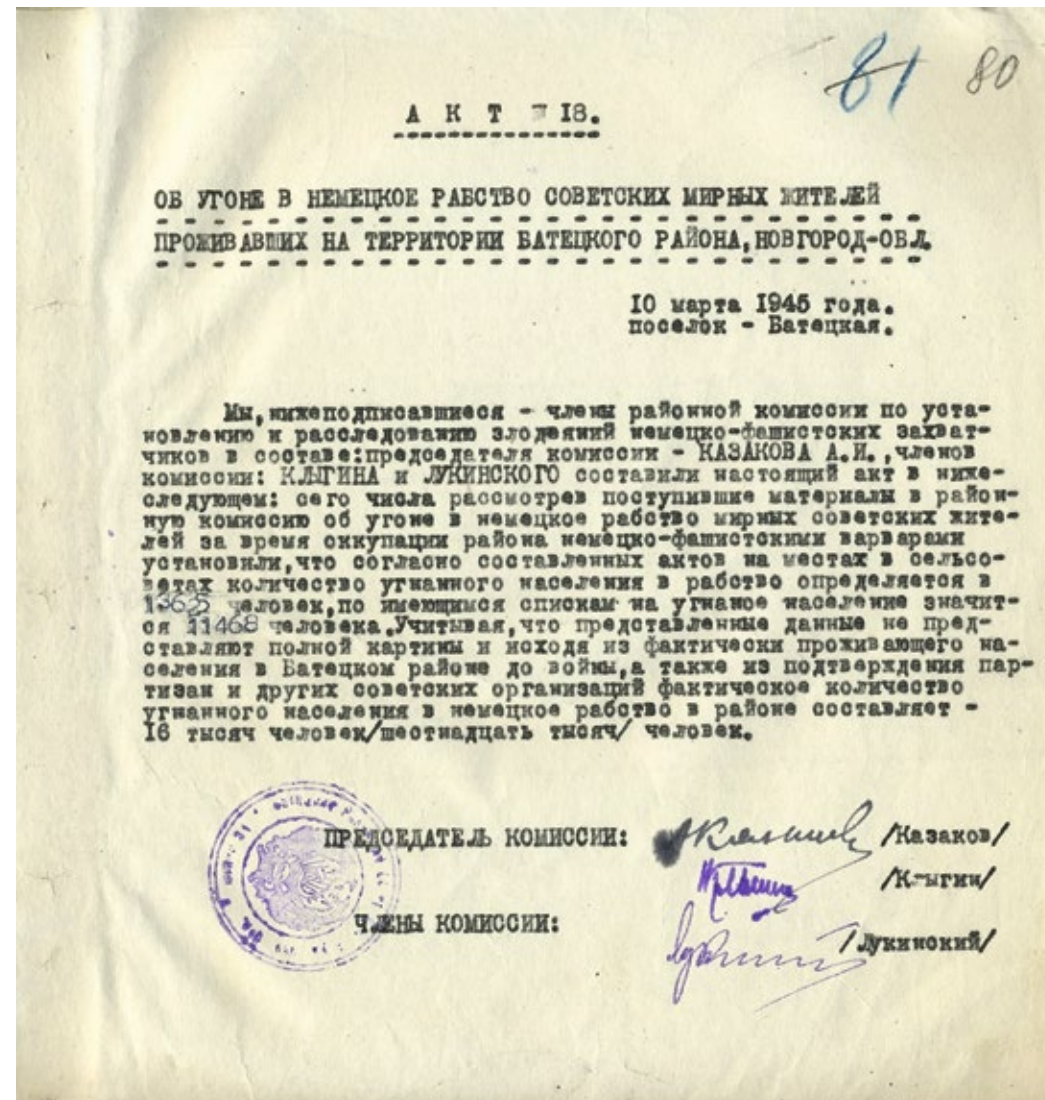 81 80
А К Т № 18.
ОБ УГОНЕ В НЕМЕЦКОЕ РАБСТВО СОВЕТСКИХ МИРНЫХ ЖИТЕЛЕЙ
ПРОЖИВАВШИХ НА ТЕРРИТОРИИ БАТЕЦКОГО РАЙОНА, НОВГОРОД-ОБЛ.
10 марта 1945 года.
поселок - Батецкая.
Мы, нижеподписавшиеся - члены районной комиссии по уста-
новлению и расследованию злодеяний немецко-фашистских захват-
чиков в составе: председателя комиссии - КАЗАКОВА А.И., членов
комиссии: КЛЫГИНА и ЛУКИНСКОГО составили настоящий акт в ниже-
следующем: сего числа рассмотрев поступившие материалы в район-
ную комиссию об угоне в немецкое рабство мирных советских жите-
лей за время оккупации района немецко-фашистскими варварами
установили, что согласно составленных актов на местах в сельсо-
ветах количество угнанного населения в рабство определяется в
13655 человек, по имеющимся спискам на угнаное население значит-
ся 11468 человека. Учитывая, что представленные данные не пред-
ставляют полной картины и исходя из фактически проживающего на-
селения в Батецком районе до войны, а также из подтверждения пар-
тизан и других советских организаций фактическое количество
угнанного населения в немецкое рабство в районе составляет -
16 тысяч человек/шестнадцать тысяч/ человек.
ПРЕДСЕДАТЕЛЬ КОМИССИИ: /Казаков/
/Клыгин/
ЧЛЕНЫ КОМИССИИ:
/Лукинский/